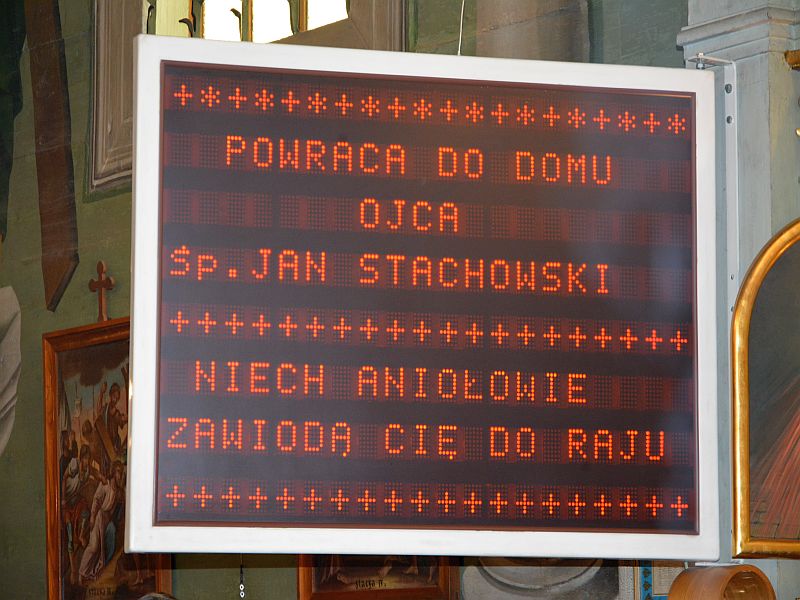 +*+*+*+*+*+*+*+*+*+*
POWRACA DO DOMU
OJCA
Śp.JAN STACHOWSKI
++++++++++++++++++++
NIECH ANIOŁOWIE
ZAWIODĄ CIĘ DO RAJU
++++++++++++++++++++